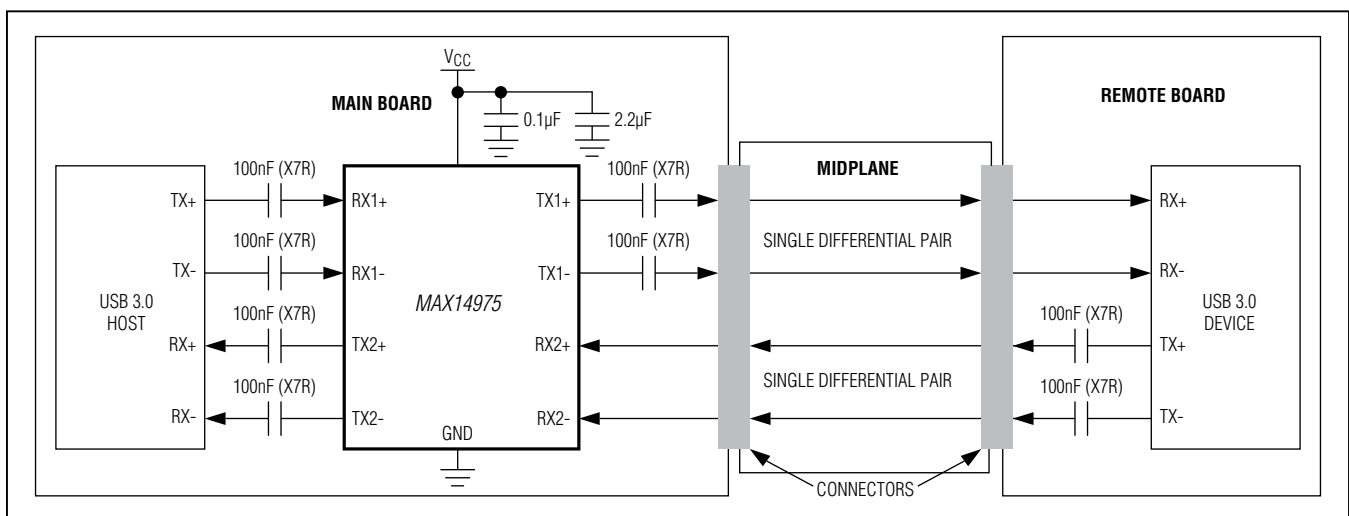 VCC
MAIN BOARD
0.1µF
2.2µF
REMOTE BOARD
100nF (X7R)
100nF (X7R)
MIDPLANE
TX+
RX1+
TX1+
RX+
100nF (X7R)
100nF (X7R)
SINGLE DIFFERENTIAL PAIR
TX-
RX1-
TX1-
RX-
USB 3.0
HOST
MAX14975
USB 3.0
DEVICE
100nF (X7R)
100nF (X7R)
RX+
TX2+
RX2+
TX+
100nF (X7R)
SINGLE DIFFERENTIAL PAIR
100nF (X7R)
RX-
TX2-
RX2-
TX-
GND
CONNECTORS